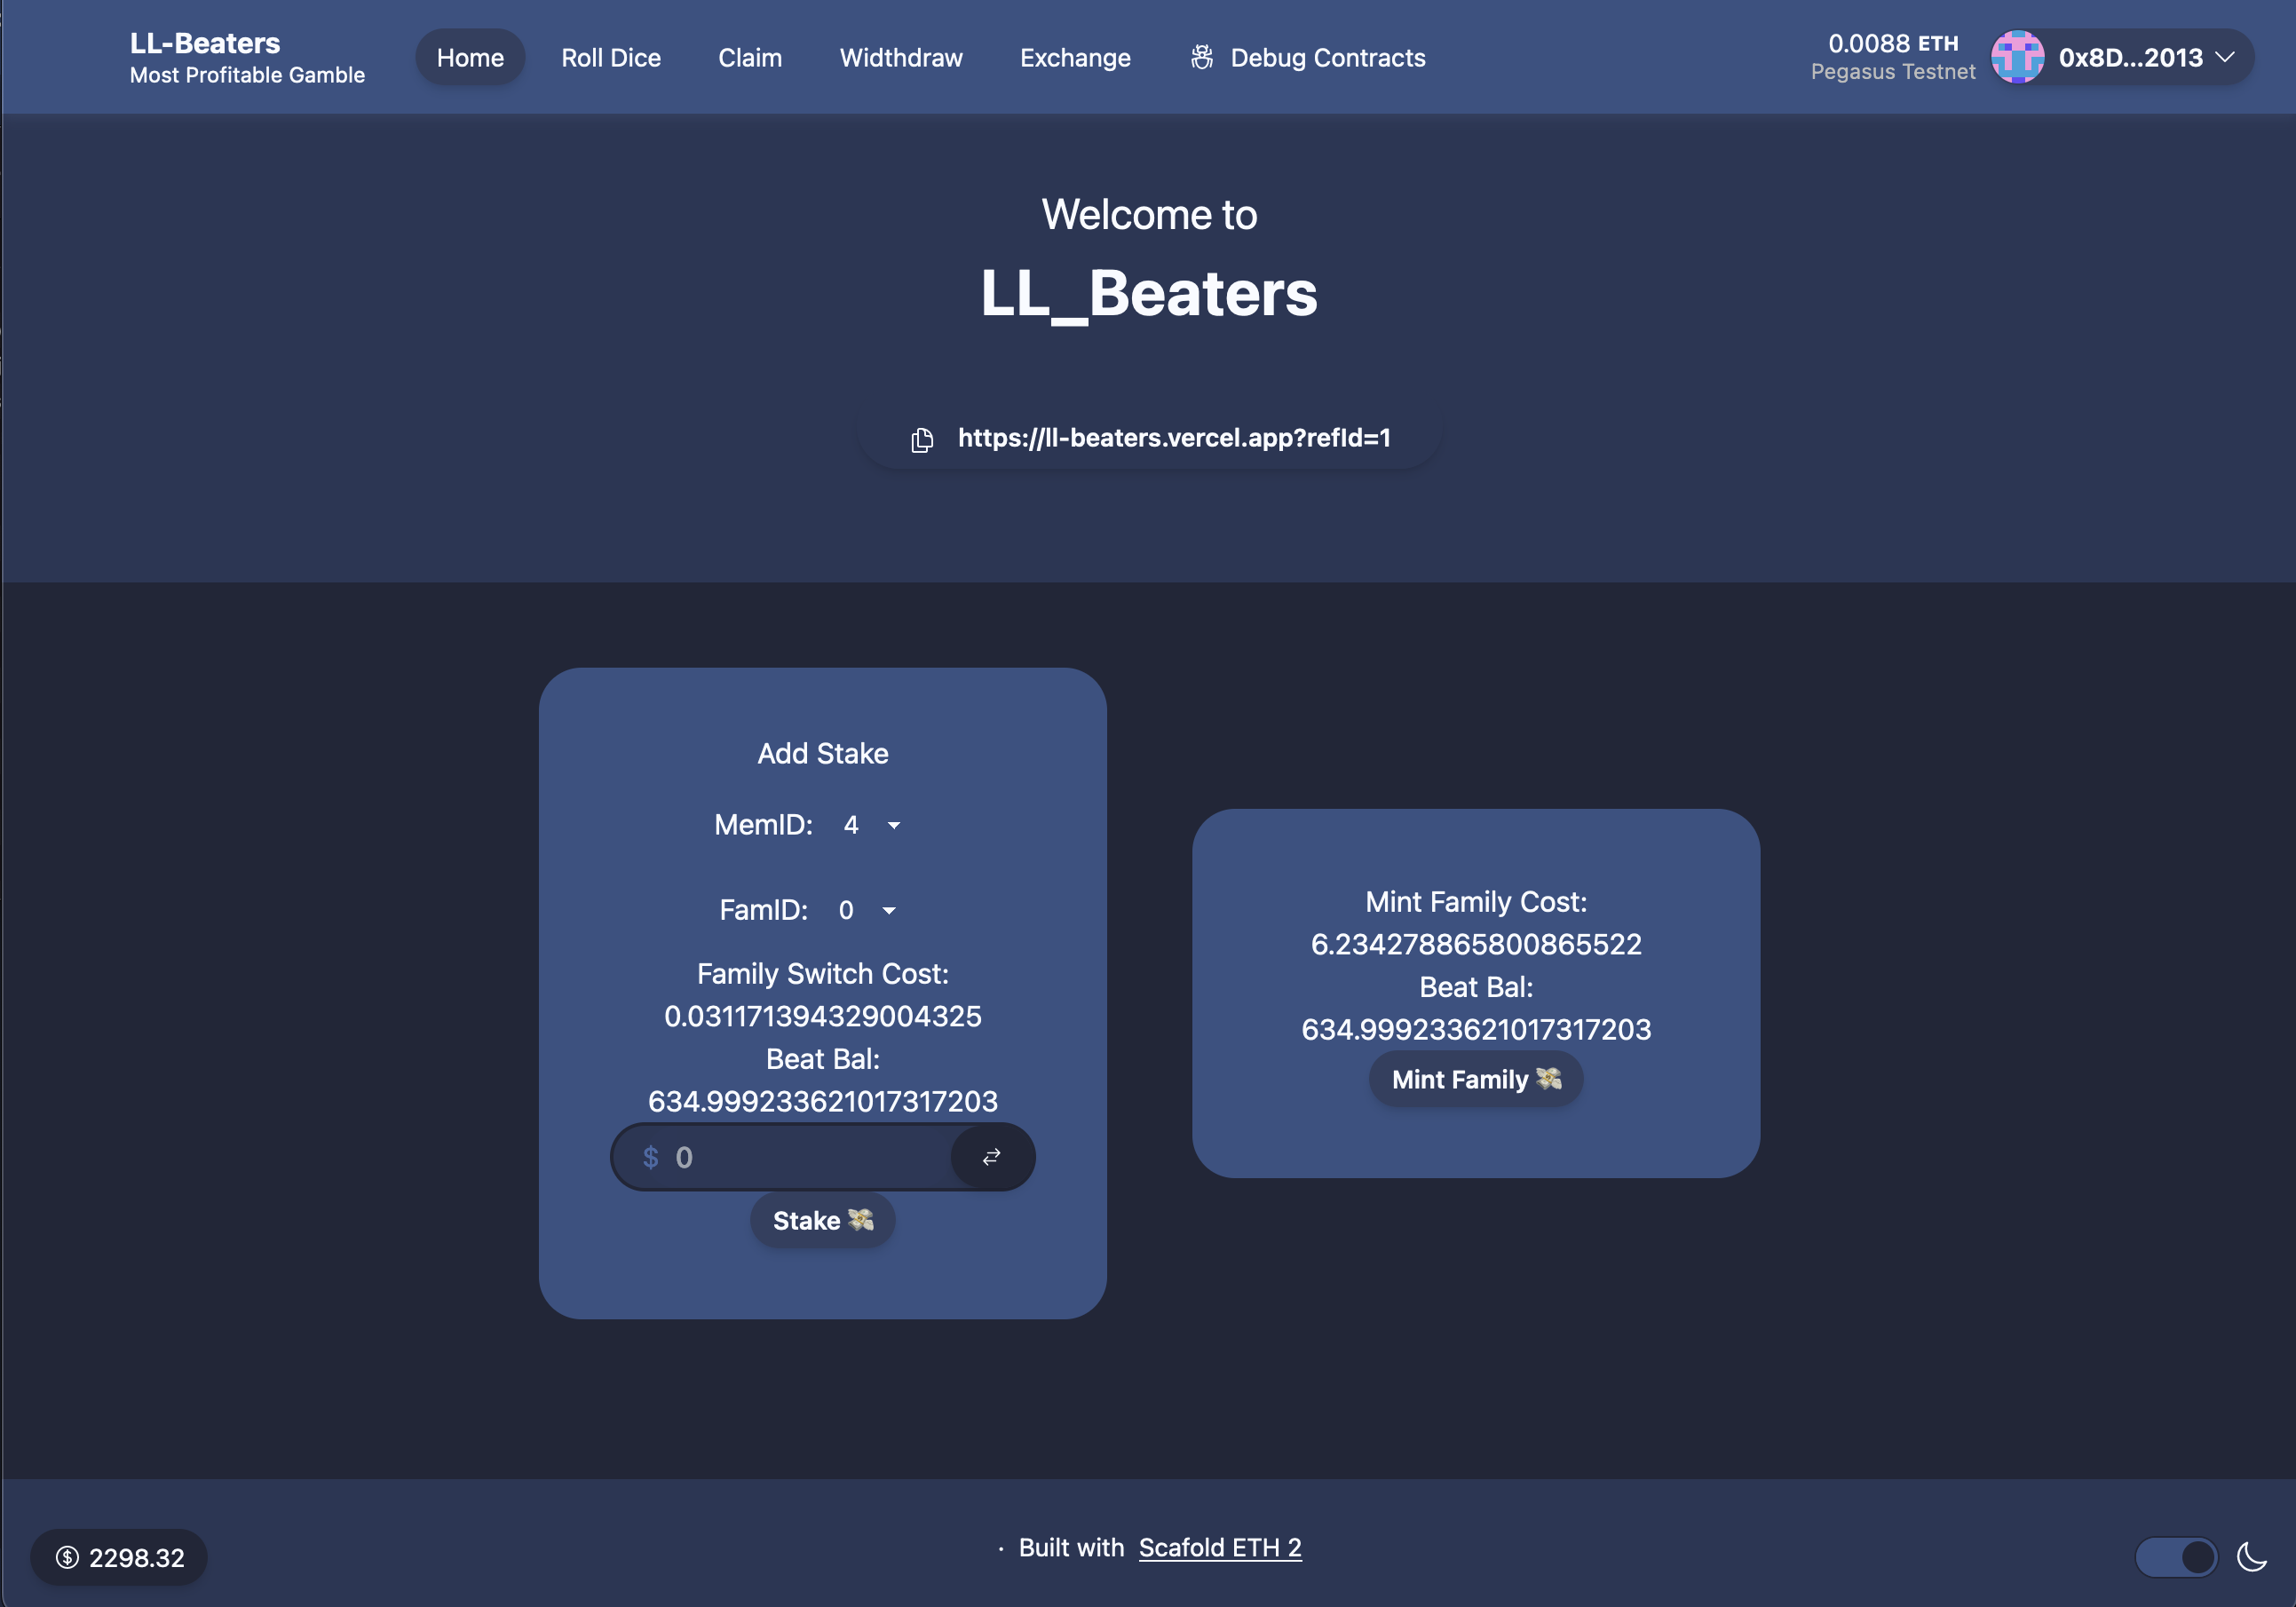 LL-Beaters
Most Profitable Gamble
Home
Roll Dice
Claim
Widthdraw
Exchange
Debug Contracts
0.0088 ETH
Pegasus Testnet
0x8D...2013
Welcome to
LL_Beaters
https://ll-beaters.vercel.app?refId=1
Add Stake
MemID: 4
FamID: 0
Family Switch Cost:
0.031171394329004325
Beat Bal:
634.999233621017317203
$ 0
Stake 💸
Mint Family Cost:
6.234278865800865522
Beat Bal:
634.999233621017317203
Mint Family 💸
2298.32
· Built with Scafold ETH 2